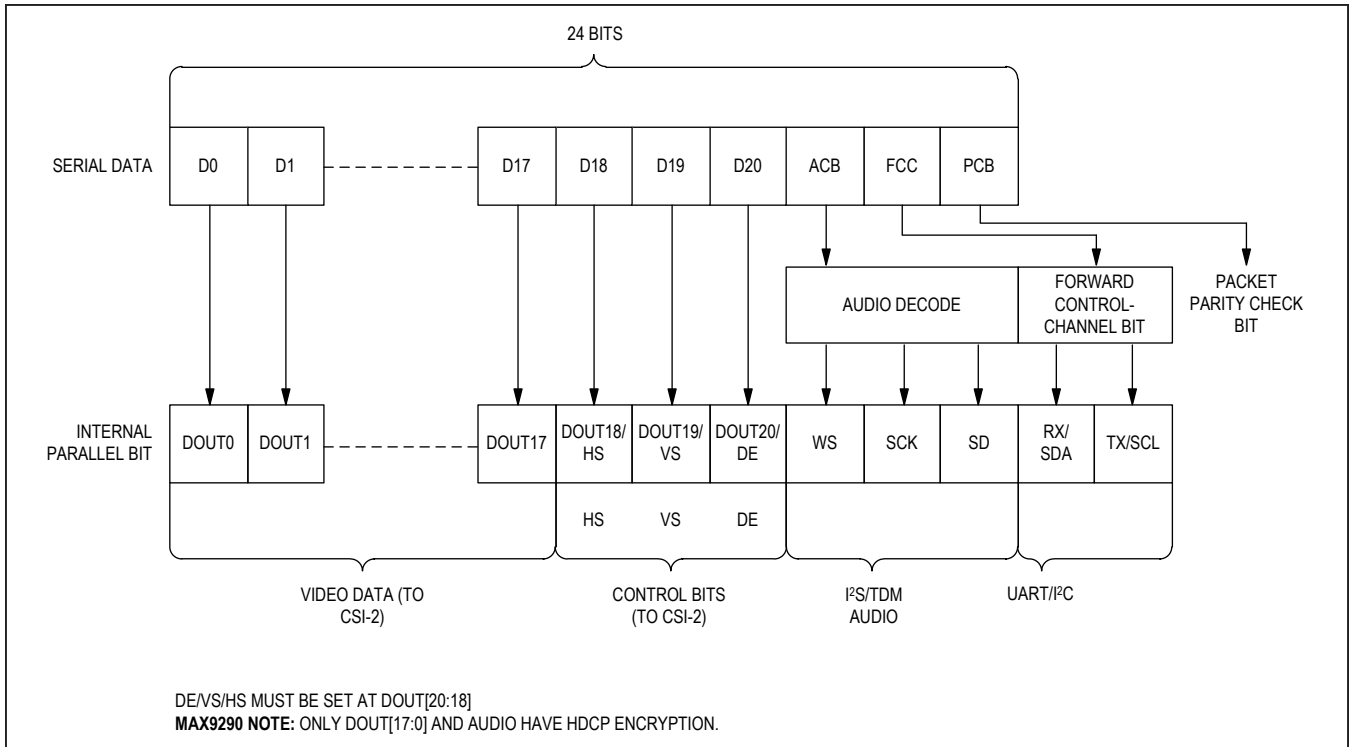 24 BITS
SERIAL DATA
D0
D1
D17
D18
D19
D20
ACB
FCC
PCB
AUDIO DECODE
FORWARD
CONTROL-
CHANNEL BIT
PACKET
PARITY CHECK
BIT
INTERNAL
PARALLEL BIT
DOUT0
DOUT1
DOUT17
DOUT18/
HS
DOUT19/
VS
DOUT20/
DE
WS
SCK
SD
RX/
SDA
TX/SCL
HS
VS
DE
VIDEO DATA (TO
CSI-2)
CONTROL BITS
(TO CSI-2)
I²S/TDM
AUDIO
UART/I²C
DE/VS/HS MUST BE SET AT DOUT[20:18]
MAX9290 NOTE: ONLY DOUT[17:0] AND AUDIO HAVE HDCP ENCRYPTION.